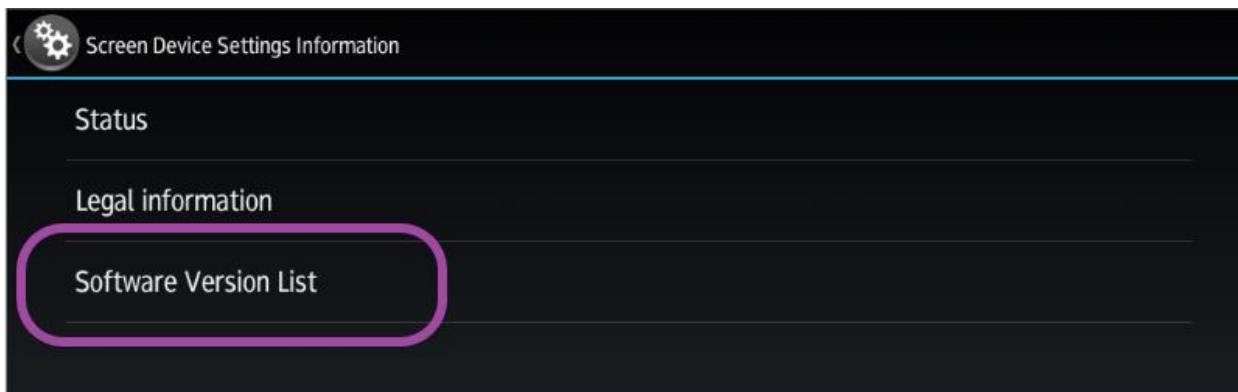 Screen Device Settings Information
Status
Legal information
Software Version List